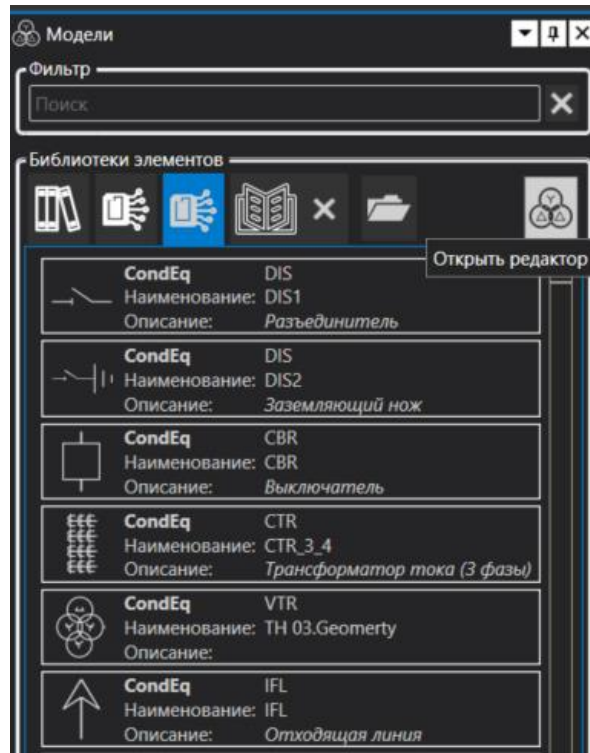 Модели
Фильтр
Поиск
Библиотеки элементов
Открыть редактор
CondEq DIS
Наименование: DIS1
Описание: Разъединитель
CondEq DIS
Наименование: DIS2
Описание: Заземляющий нож
CondEq CBR
Наименование: CBR
Описание: Выключатель
CondEq CTR
Наименование: CTR_3_4
Описание: Трансформатор тока (3 фазы)
CondEq VTR
Наименование: ТН 03.Geomerty
Описание:
CondEq IFL
Наименование: IFL
Описание: Отходящая линия